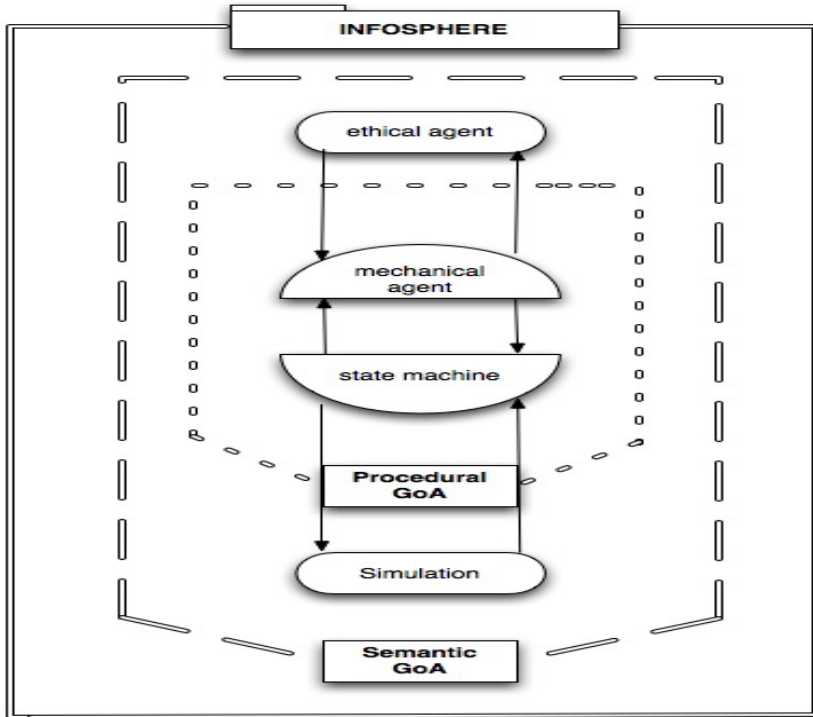 INFOSPHERE
ethical agent
mechanical
agent
state machine
Procedural
GoA
Simulation
Semantic
GoA